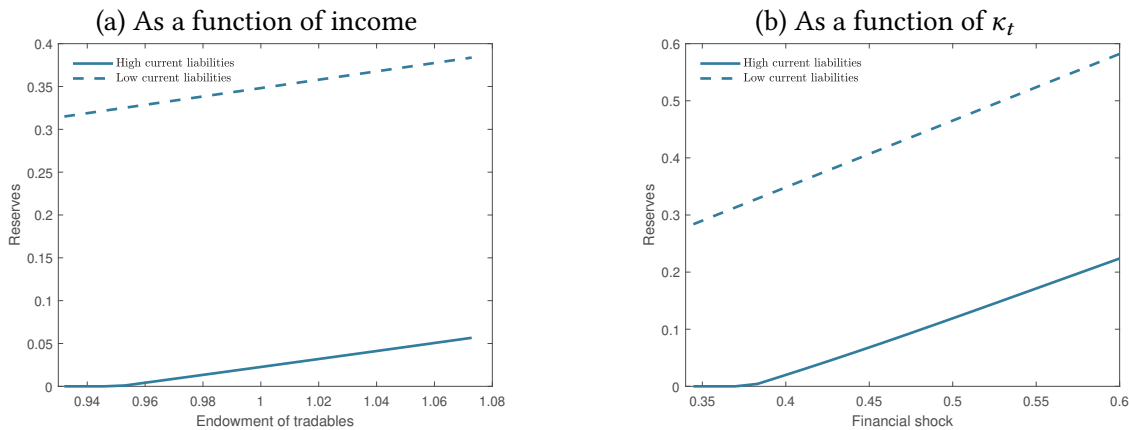 (a) As a function of income
0.4
0.35
0.3
0.25
0.2
0.15
0.1
0.05
0
Reserves
High current liabilities
Low current liabilities
0.94 0.96 0.98 1 1.02 1.04 1.06 1.08
Endowment of tradables
(b) As a function of κt
0.6
0.5
0.4
0.3
0.2
0.1
0
Reserves
High current liabilities
Low current liabilities
0.35 0.4 0.45 0.5 0.55 0.6
Financial shock